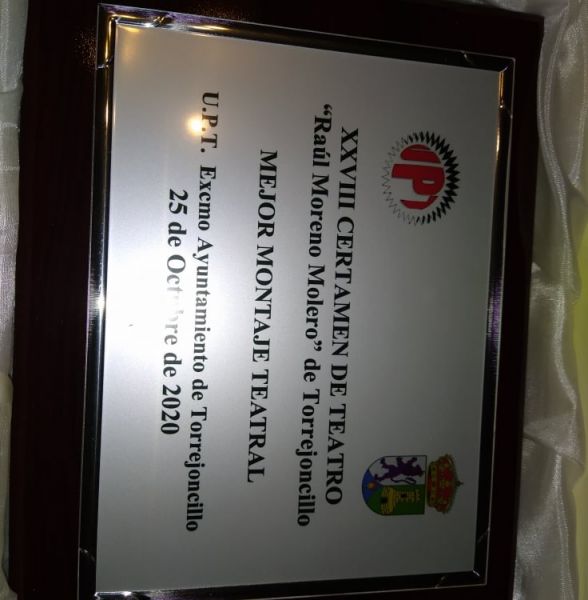 UPT
XXVIII CERTAMEN DE TEATRO
"Raúl Moreno Molero" de Torrejoncillo
MEJOR MONTAJE TEATRAL
U.P.T. Excmo Ayuntamiento de Torrejoncillo
25 de Octubre de 2020